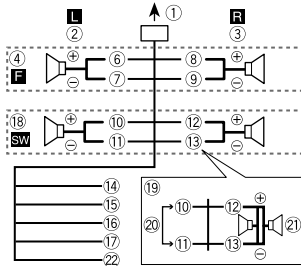 ①
L R
② ③
④ ⊕ ⑥ ⑧ ⊕
F ⊖ ⑦ ⑨ ⊖
⑱ ⊕ ⑩ ⑫ ⊕
SW ⊖ ⑪ ⑬ ⊖
⑭
⑮
⑯
⑰
㉒
⑲
⑩ ⑫ ⊕
⑳ ㉑
⑪ ⑬ ⊖